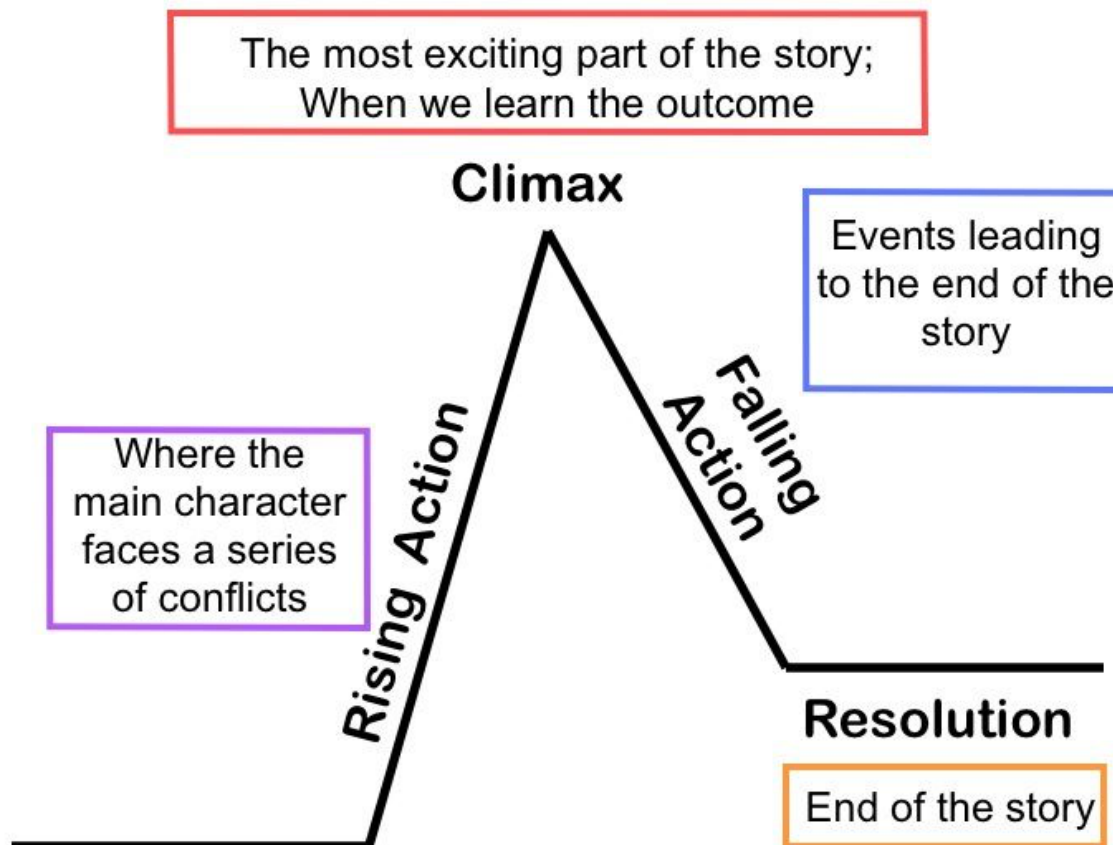 The most exciting part of the story;
When we learn the outcome
Climax
Events leading
to the end of the
story
Falling
Action
Where the
main character
faces a series
of conflicts
Rising Action
Resolution
End of the story